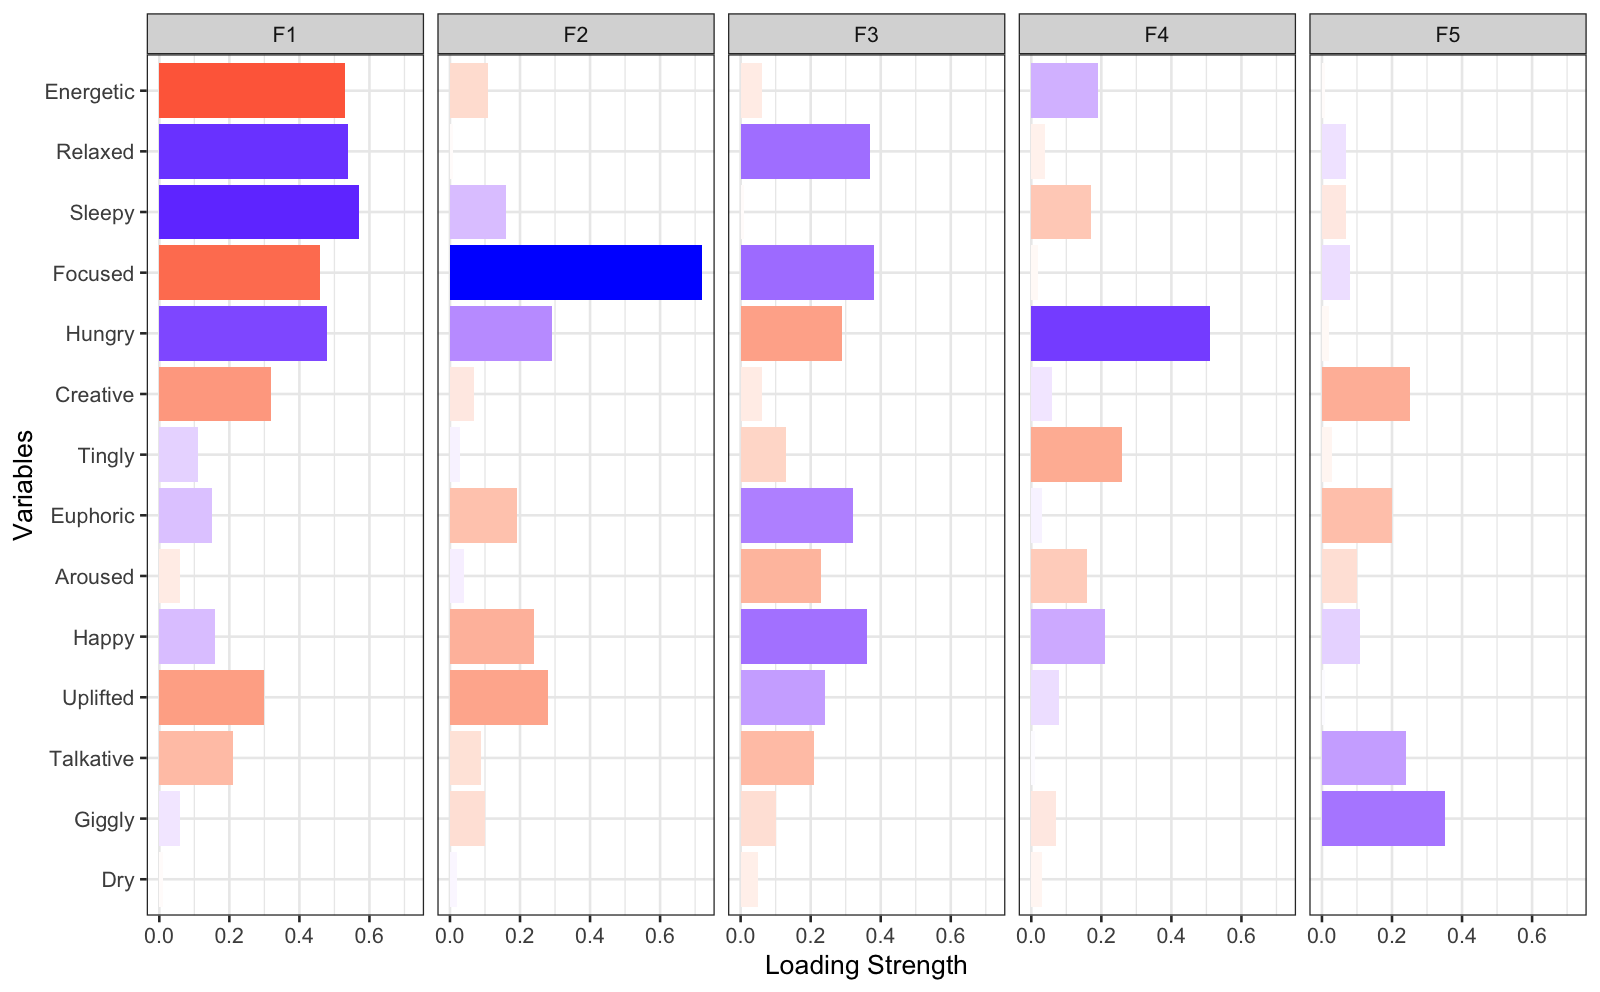 F1 F2 F3 F4 F5
Energetic
Relaxed
Sleepy
Focused
Hungry
Creative
Tingly
Euphoric
Aroused
Happy
Uplifted
Talkative
Giggly
Dry
Variables
0.0 0.2 0.4 0.6 0.0 0.2 0.4 0.6 0.0 0.2 0.4 0.6 0.0 0.2 0.4 0.6 0.0 0.2 0.4 0.6
Loading Strength